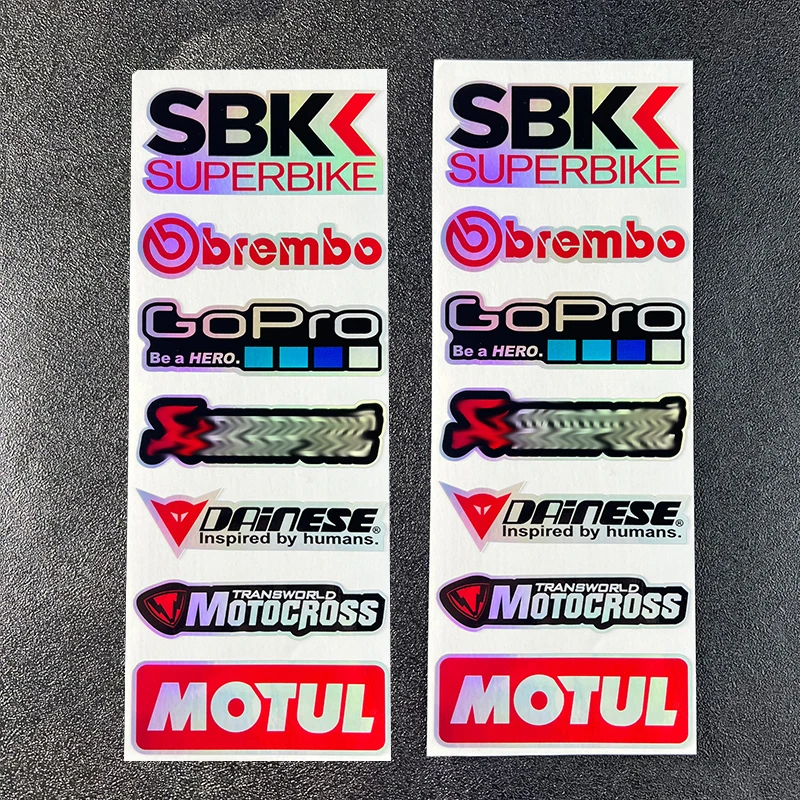 SBK
SUPERBIKE
brembo
GoPro
Be a HERO.
DAiNESE®
Inspired by humans.
TRANSWORLD
MOTOCROSS
MOTUL
SBK
SUPERBIKE
brembo
GoPro
Be a HERO.
DAiNESE®
Inspired by humans.
TRANSWORLD
MOTOCROSS
MOTUL